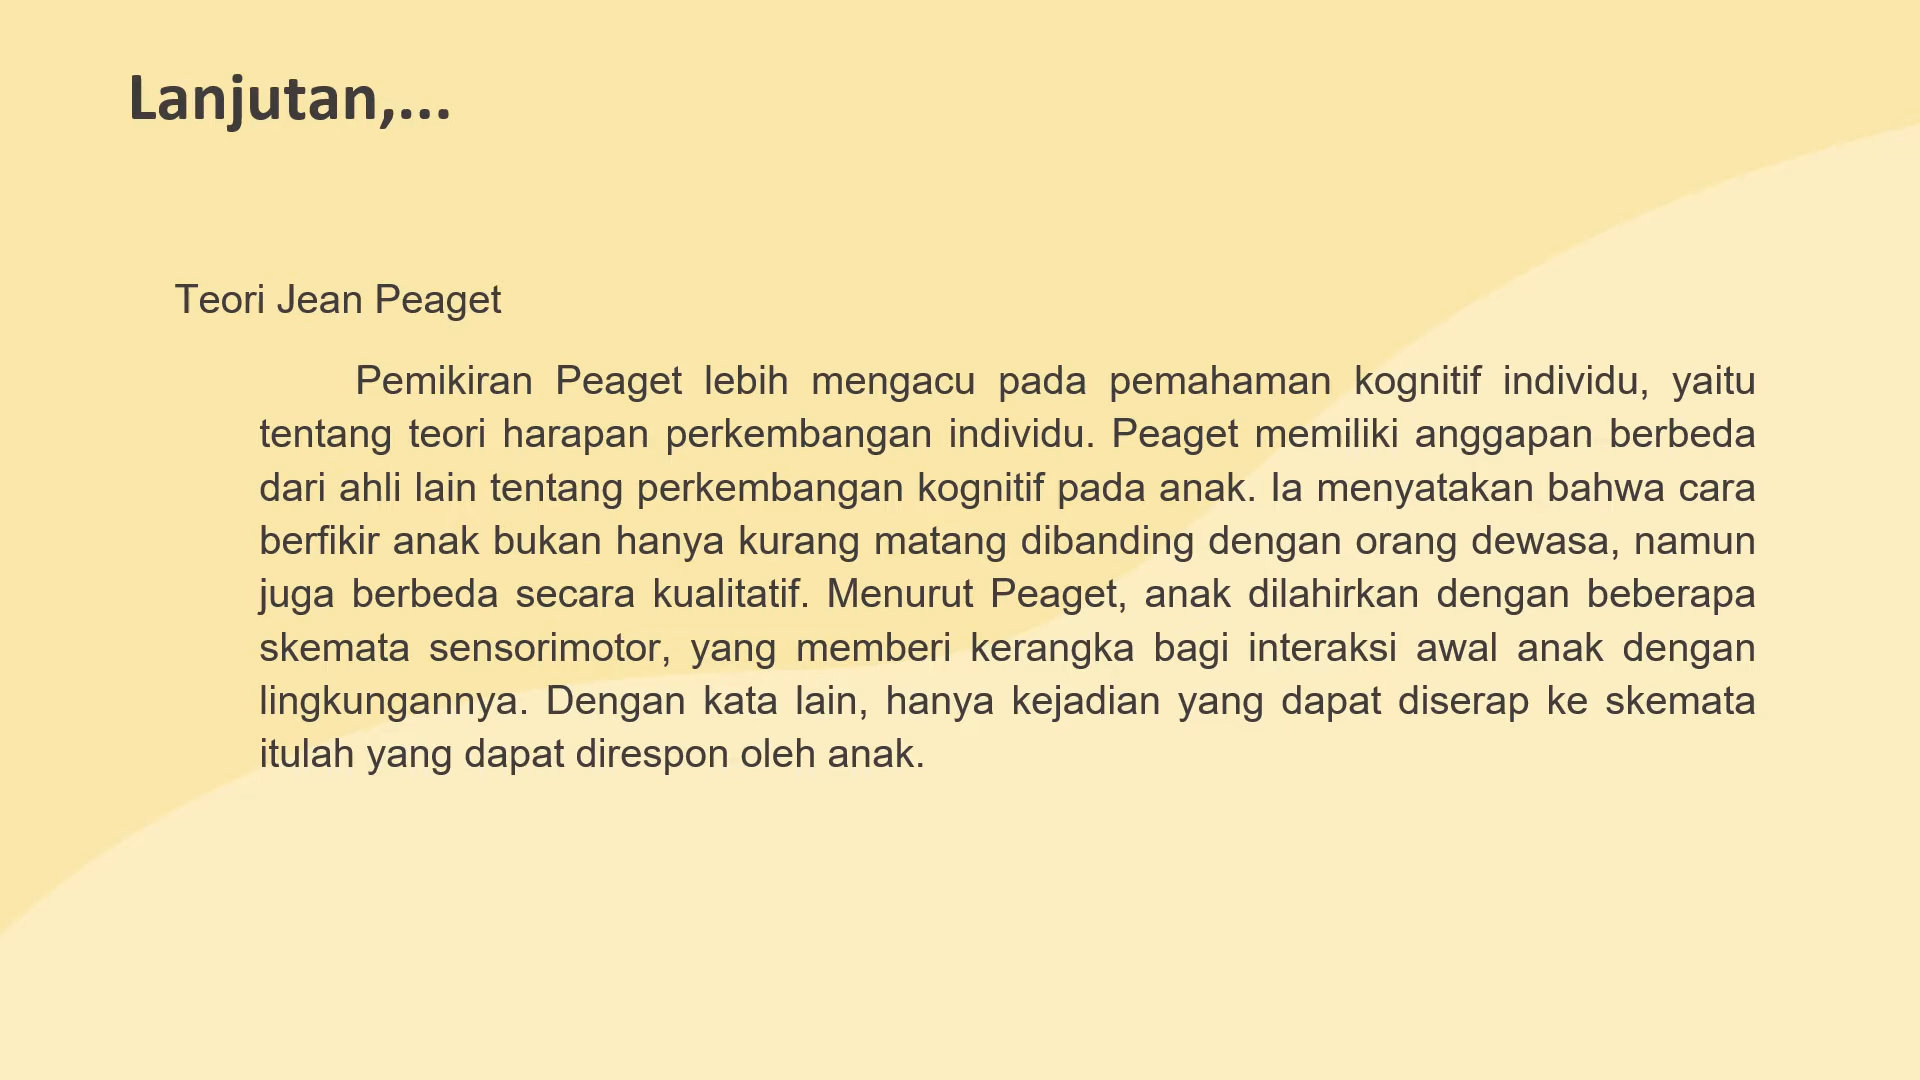 Lanjutan,...
Teori Jean Peaget
Pemikiran Peaget lebih mengacu pada pemahaman kognitif individu, yaitu
tentang teori harapan perkembangan individu. Peaget memiliki anggapan berbeda
dari ahli lain tentang perkembangan kognitif pada anak. Ia menyatakan bahwa cara
berfikir anak bukan hanya kurang matang dibanding dengan orang dewasa, namun
juga berbeda secara kualitatif. Menurut Peaget, anak dilahirkan dengan beberapa
skemata sensorimotor, yang memberi kerangka bagi interaksi awal anak dengan
lingkungannya. Dengan kata lain, hanya kejadian yang dapat diserap ke skemata
itulah yang dapat direspon oleh anak.